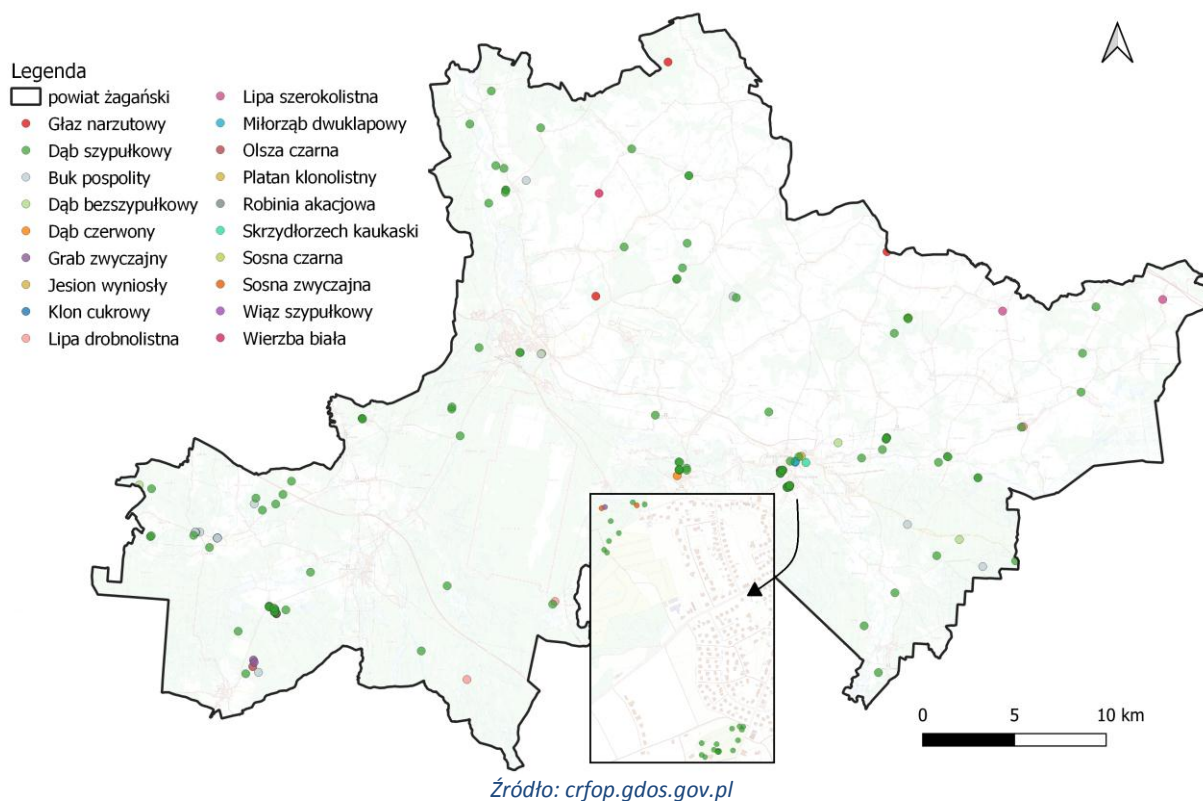 Legenda
powiat żagański
Głaz narzutowy
Dąb szypułkowy
Buk pospolity
Dąb bezszypułkowy
Dąb czerwony
Grab zwyczajny
Jesion wyniosły
Klon cukrowy
Lipa drobnolistna
Lipa szerokolistna
Miłorząb dwuklapowy
Olsza czarna
Platan klonolistny
Robinia akacjowa
Skrzydłorzech kaukaski
Sosna czarna
Sosna zwyczajna
Wiąz szypułkowy
Wierzba biała
0 5 10 km
Źródło: crfop.gdos.gov.pl